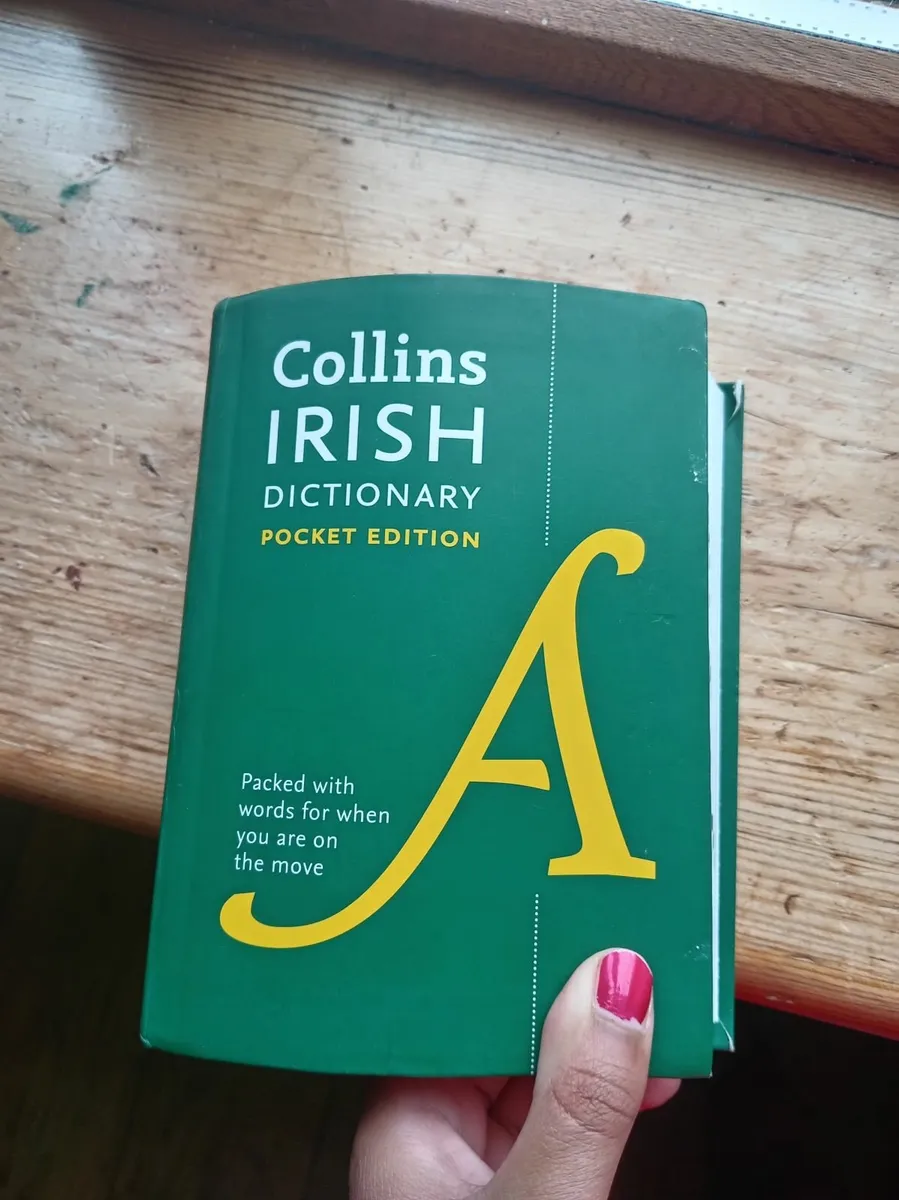 Collins
IRISH
DICTIONARY
POCKET EDITION
A
Packed with
words for when
you are on
the move